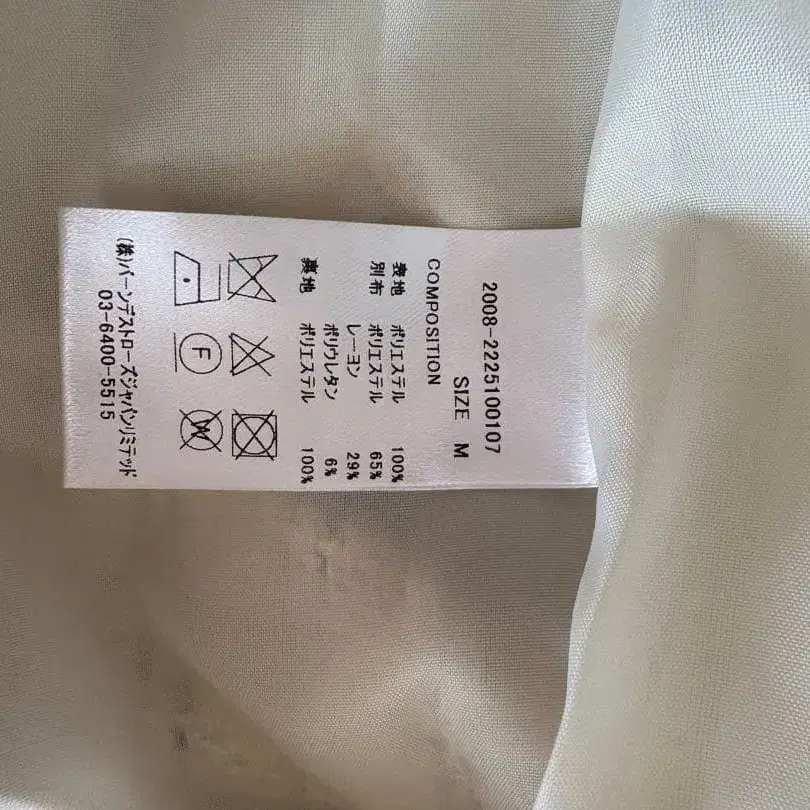 2008-2225100107
SIZE M
COMPOSITION
表地 ポリエステル 100%
別布 ポリエステル 65%
レーヨン 29%
ポリウレタン 6%
裏地 ポリエステル 100%
F
W
(株)バーンデストローズジャパンリミテッド
03-6400-5515